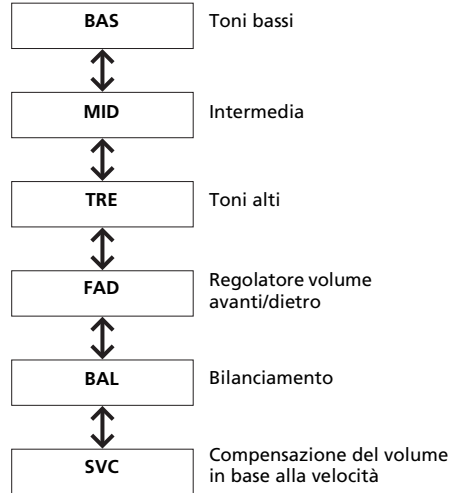 BAS Toni bassi
MID Intermedia
TRE Toni alti
FAD Regolatore volume
avanti/dietro
BAL Bilanciamento
SVC Compensazione del volume
in base alla velocità